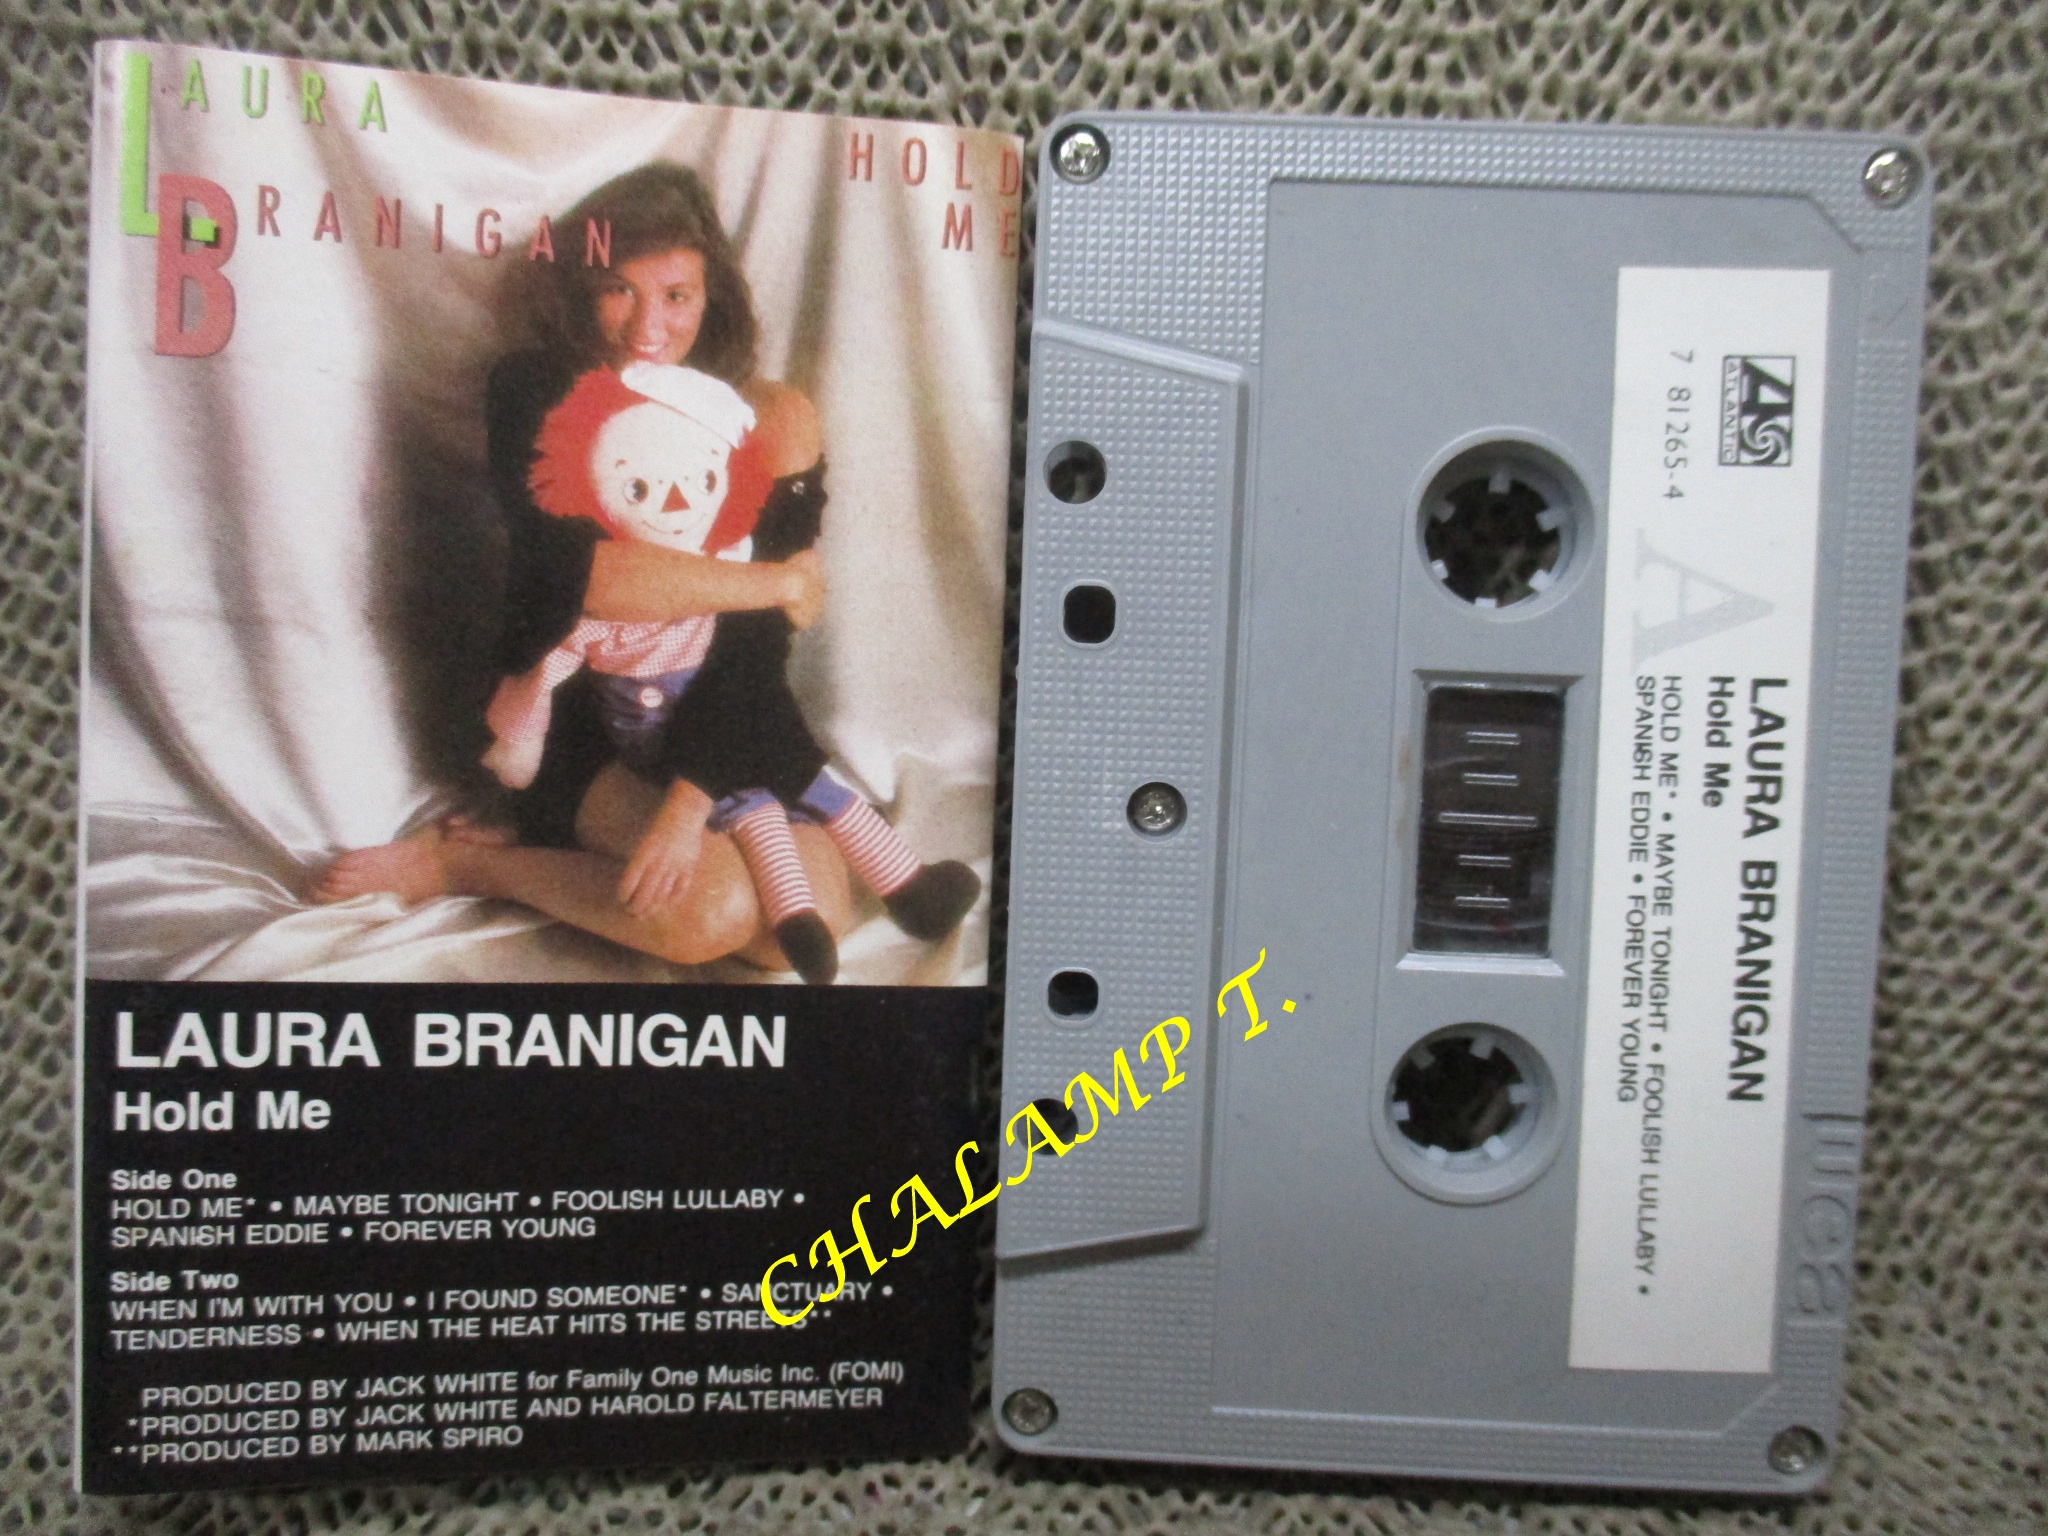 LAURA
BRANIGAN
HOLD
ME
LAURA BRANIGAN
Hold Me
Side One
HOLD ME* • MAYBE TONIGHT • FOOLISH LULLABY •
SPANISH EDDIE • FOREVER YOUNG
Side Two
WHEN I'M WITH YOU • I FOUND SOMEONE* • SANCTUARY •
TENDERNESS • WHEN THE HEAT HITS THE STREETS**
PRODUCED BY JACK WHITE for Family One Music Inc. (FOMI)
*PRODUCED BY JACK WHITE AND HAROLD FALTERMEYER
**PRODUCED BY MARK SPIRO
CHALAMP T.
ATLANTIC
7 81265-4
A
LAURA BRANIGAN
Hold Me
HOLD ME* • MAYBE TONIGHT • FOOLISH LULLABY •
SPANISH EDDIE • FOREVER YOUNG